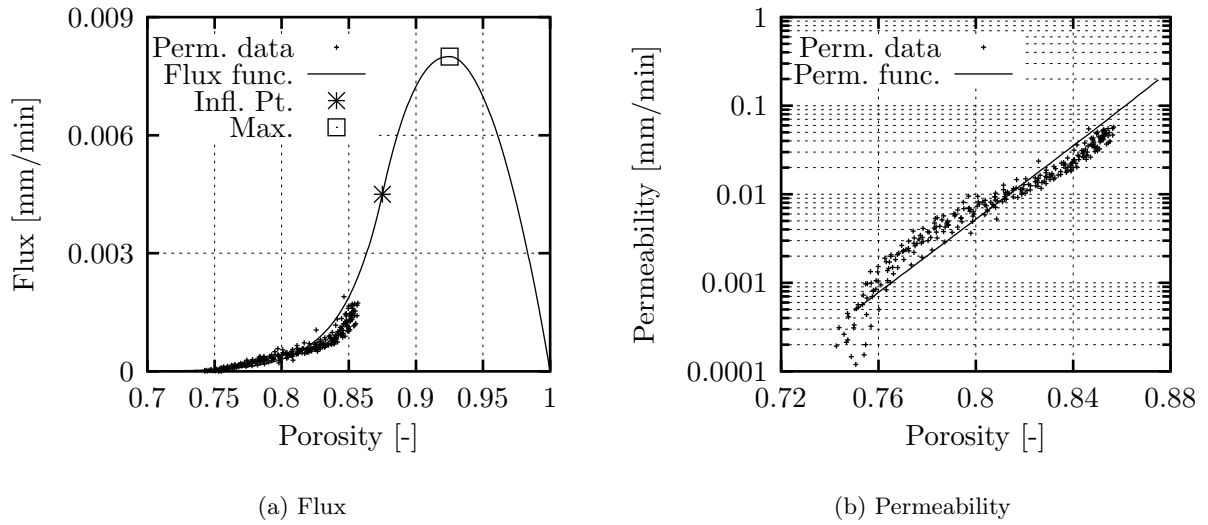 0.009
0.006
0.003
0
0.7
0.75
0.8
0.85
0.9
0.95
1
Flux [mm/min]
Porosity [-]
Perm. data
Flux func.
Infl. Pt.
Max.
(a) Flux
1
0.1
0.01
0.001
0.0001
0.72
0.76
0.8
0.84
0.88
Permeability [mm/min]
Porosity [-]
Perm. data
Perm. func.
(b) Permeability